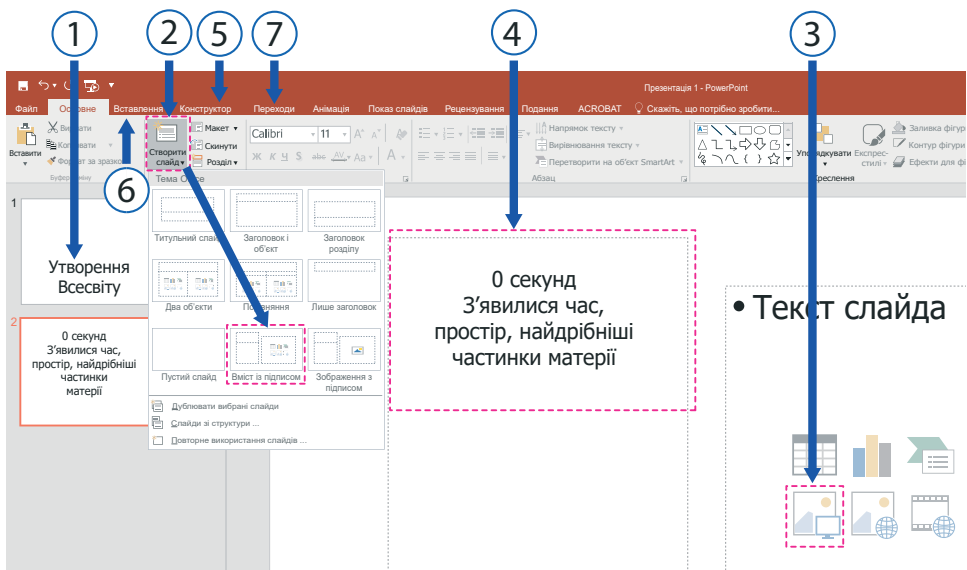 1
2
5
7
4
3
Презентація 1 - PowerPoint
Файл Основне Вставлення Конструктор Переходи Анімація Показ слайдів Рецензування Подання ACROBAT Скажіть, що потрібно зробити...
Вставити
Вирізати
Копіювати
Формат за зразком
Буфер обміну
Створити
слайд
Макет
Скинути
Розділ
Calibri 11
Ж К Ч S abc AV Aa A
Напрямок тексту
Вирівнювання тексту
Перетворити на об'єкт SmartArt
Абзац
Упорядкувати
Експрес-
стилі
Заливка фігури
Контур фігури
Ефекти для фі
Креслення
6
Тема Office
Титульний слайд
Заголовок і
об'єкт
Заголовок
розділу
Два об'єкти
Порівняння
Лише заголовок
Пустий слайд
Вміст із підписом
Зображення з
підписом
Дублювати вибрані слайди
Слайди зі структури ...
Повторне використання слайдів ...
1
Утворення
Всесвіту
2
0 секунд
З'явилися час,
простір, найдрібніші
частинки
матерії
0 секунд
З'явилися час,
простір, найдрібніші
частинки матерії
• Текст слайда